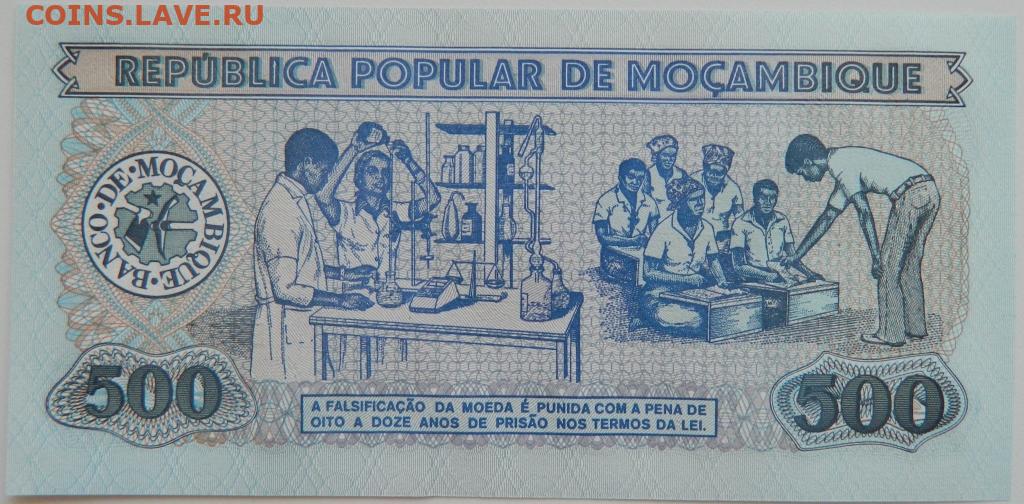 COINS.LAVE.RU
REPÚBLICA POPULAR DE MOÇAMBIQUE
BANCO·DE·MOÇAMBIQUE·
500
500
A FALSIFICAÇÃO DA MOEDA É PUNIDA COM A PENA DE
OITO A DOZE ANOS DE PRISÃO NOS TERMOS DA LEI.